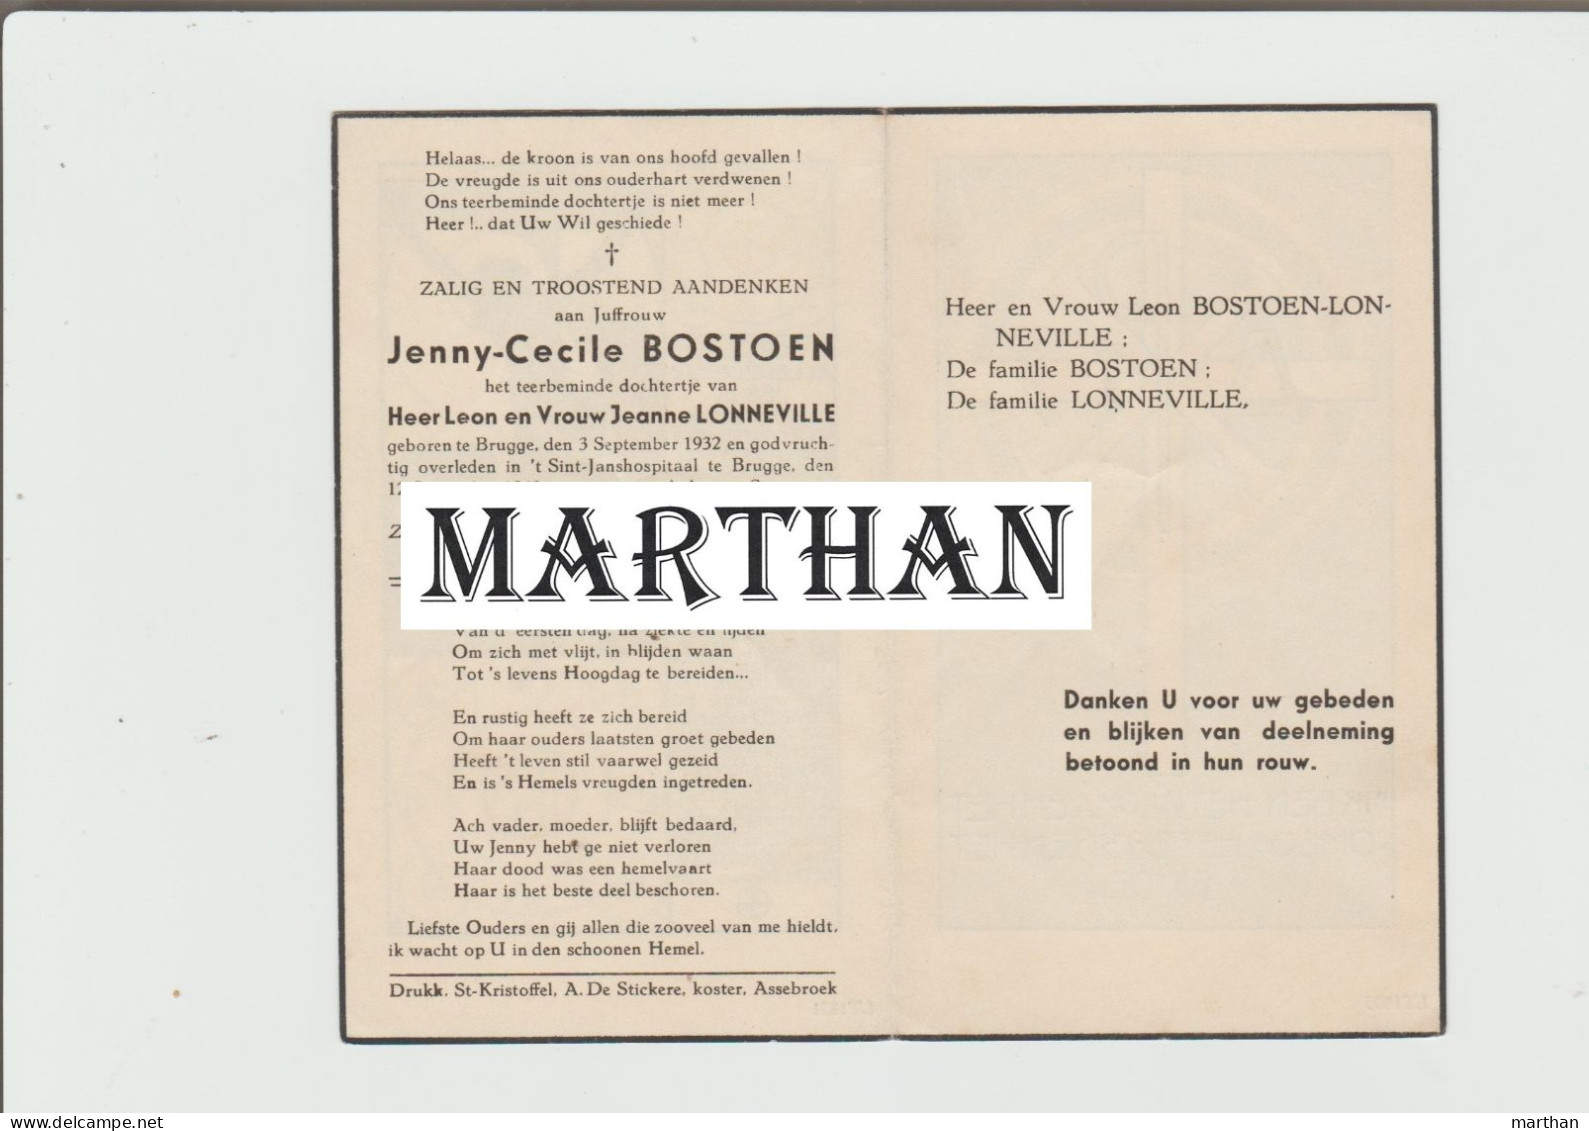 Helaas... de kroon is van ons hoofd gevallen !
De vreugde is uit ons ouderhart verdwenen !
Ons teerbeminde dochtertje is niet meer !
Heer !.. dat Uw Wil geschiede !
†
ZALIG EN TROOSTEND AANDENKEN
aan Juffrouw
Jenny-Cecile BOSTOEN
het teerbeminde dochtertje van
Heer Leon en Vrouw Jeanne LONNEVILLE
geboren te Brugge, den 3 September 1932 en godvruch-
tig overleden in 't Sint-Janshospitaal te Brugge, den
MARTHAN
Van d' eersten dag, na ziekte en lijden
Om zich met vlijt, in blijden waan
Tot 's levens Hoogdag te bereiden...
En rustig heeft ze zich bereid
Om haar ouders laatsten groet gebeden
Heeft 't leven stil vaarwel gezeid
En is 's Hemels vreugden ingetreden.
Ach vader, moeder, blijft bedaard,
Uw Jenny hebt ge niet verloren
Haar dood was een hemelvaart
Haar is het beste deel beschoren.
Liefste Ouders en gij allen die zooveel van me hieldt,
ik wacht op U in den schoonen Hemel.
Drukk. St-Kristoffel, A. De Stickere, koster, Assebroek
Heer en Vrouw Leon BOSTOEN-LON-
NEVILLE ;
De familie BOSTOEN ;
De familie LONNEVILLE,
Danken U voor uw gebeden
en blijken van deelneming
betoond in hun rouw.
marthan